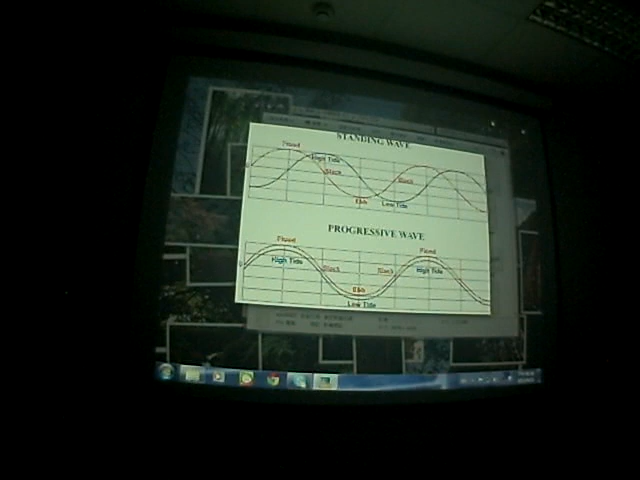 STANDING WAVE
Flood
High Tide
Slack
Slack
Ebb
Low Tide
PROGRESSIVE WAVE
Flood
Flood
High Tide
High Tide
Slack
Slack
Ebb
Low Tide